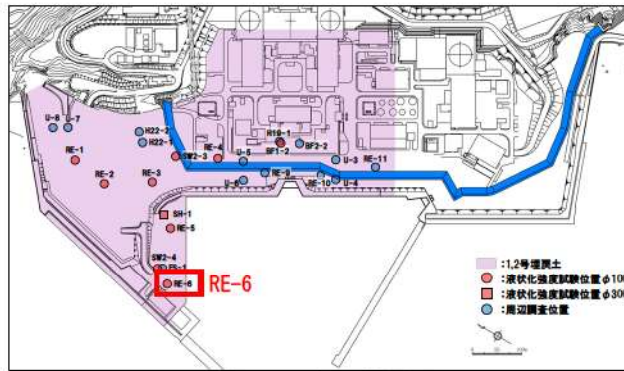 U-8
U-7
H22-2
H22-1
RE-1
RE-2
RE-3
SW2-3
RE-4
U-5
U-6
H19-1
BF1-2
BF2-2
RE-9
RE-10
U-3
U-4
RE-11
SH-1
RE-5
SW2-4
RE-6
RE-6
:1,2号埋戻土
:液状化強度試験位置φ100
:液状化強度試験位置φ300
:周辺調査位置